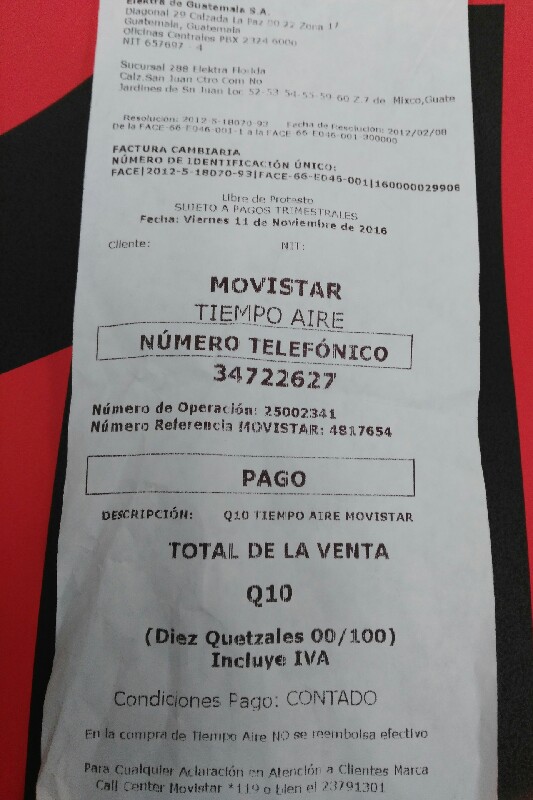 Elektra de Guatemala S.A.
Diagonal 29 Calzada La Paz 20 22 Zona 17
Guatemala, Guatemala
Oficinas Centrales PBX 2324 6000
NIT 657697 - 4
Sucursal 288 Elektra Florida
Calz.San Juan Ctro Com No
Jardines de Sn Juan Loc 52-53-54-55-59-60 Z.7 de Mixco,Guate
Resolución: 2012-5-18070-93 Fecha de Resolución: 2012/02/08
De la FACE-66-E046-001-1 a la FACE-66-E046-001-300000
FACTURA CAMBIARIA
NÚMERO DE IDENTIFICACIÓN ÚNICO:
FACE|2012-5-18070-93|FACE-66-E046-001|160000029908
Libre de Protesto
SUJETO A PAGOS TRIMESTRALES
Fecha: Viernes 11 de Noviembre de 2016
Cliente: NIT:
MOVISTAR
TIEMPO AIRE
NÚMERO TELEFÓNICO
34722627
Número de Operación: 25002341
Número Referencia MOVISTAR: 4817654
PAGO
DESCRIPCIÓN: Q10 TIEMPO AIRE MOVISTAR
TOTAL DE LA VENTA
Q10
(Diez Quetzales 00/100)
Incluye IVA
Condiciones Pago: CONTADO
En la compra de Tiempo Aire NO se reembolsa efectivo
Para Cualquier Aclaración en Atención a Clientes Marca
Call Center Movistar *119 o bien el 23791301